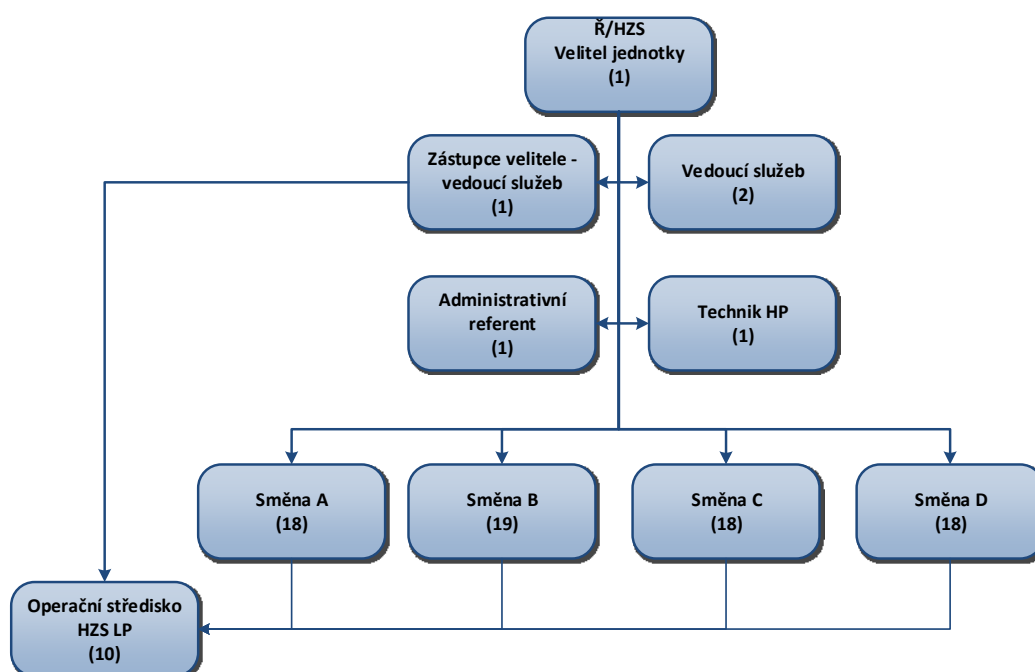 Ř/HZS
Velitel jednotky
(1)
Zástupce velitele -
vedoucí služeb
(1)
Vedoucí služeb
(2)
Administrativní
referent
(1)
Technik HP
(1)
Směna A
(18)
Směna B
(19)
Směna C
(18)
Směna D
(18)
Operační středisko
HZS LP
(10)